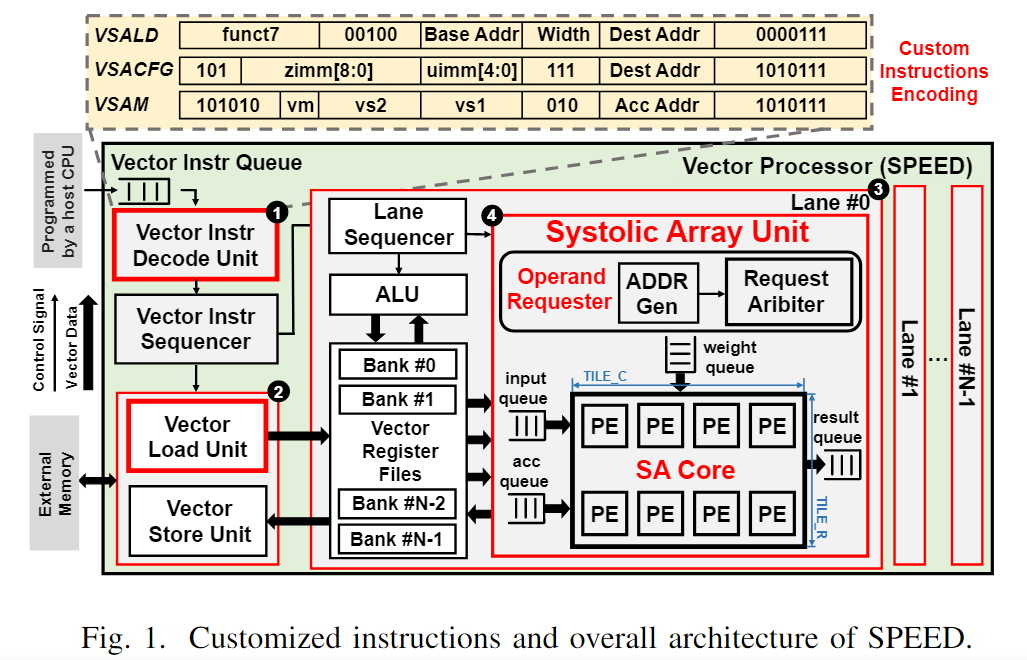 VSALD funct7 00100 Base Addr Width Dest Addr 0000111
VSACFG 101 zimm[8:0] uimm[4:0] 111 Dest Addr 1010111
VSAM 101010 vm vs2 vs1 010 Acc Addr 1010111
Custom
Instructions
Encoding
Programmed
by a host CPU
Vector Instr Queue
Vector Processor (SPEED)
1
Vector Instr
Decode Unit
Vector Instr
Sequencer
Control Signal
Vector Data
External
Memory
2
Vector
Load Unit
Vector
Store Unit
3
Lane #0
Lane
Sequencer
ALU
Bank #0
Bank #1
Vector
Register
Files
Bank #N-2
Bank #N-1
4
Systolic Array Unit
Operand
Requester
ADDR
Gen
Request
Aribiter
weight
queue
input
queue
acc
queue
TILE_C
PE PE PE PE
SA Core
PE PE PE PE
TILE_R
result
queue
Lane #1
...
Lane #N-1
Fig. 1. Customized instructions and overall architecture of SPEED.